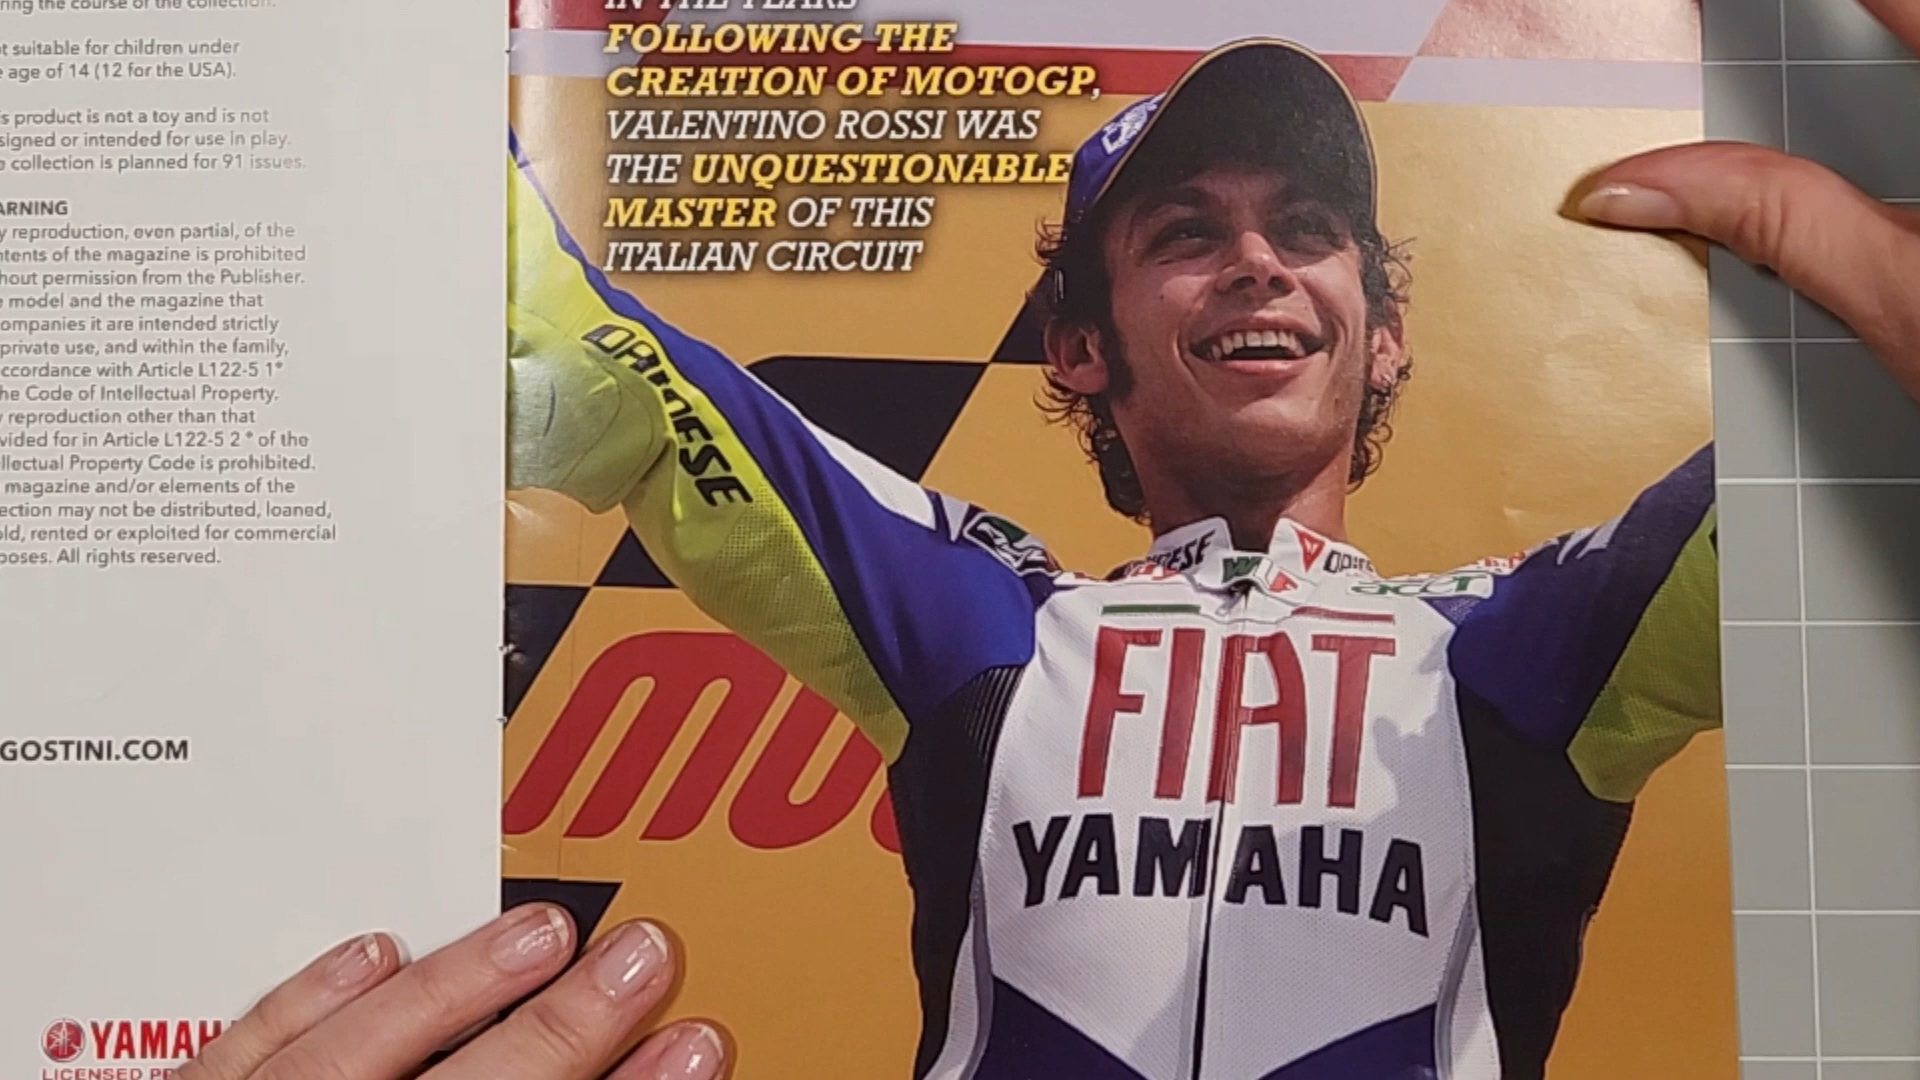 ring the course of the collection.
t suitable for children under
age of 14 (12 for the USA).
s product is not a toy and is not
signed or intended for use in play.
collection is planned for 91 issues.
ARNING
y reproduction, even partial, of the
ntents of the magazine is prohibited
hout permission from the Publisher.
model and the magazine that
ompanies it are intended strictly
private use, and within the family,
ccordance with Article L122-5 1°
he Code of Intellectual Property.
reproduction other than that
vided for in Article L122-5 2 ° of the
llectual Property Code is prohibited.
magazine and/or elements of the
ection may not be distributed, loaned,
old, rented or exploited for commercial
poses. All rights reserved.
GOSTINI.COM
YAMAH
LICENSED PR
IN THE YEARS
FOLLOWING THE
CREATION OF MOTOGP,
VALENTINO ROSSI WAS
THE UNQUESTIONABLE
MASTER OF THIS
ITALIAN CIRCUIT
DAINESE
FIAT
YAMAHA